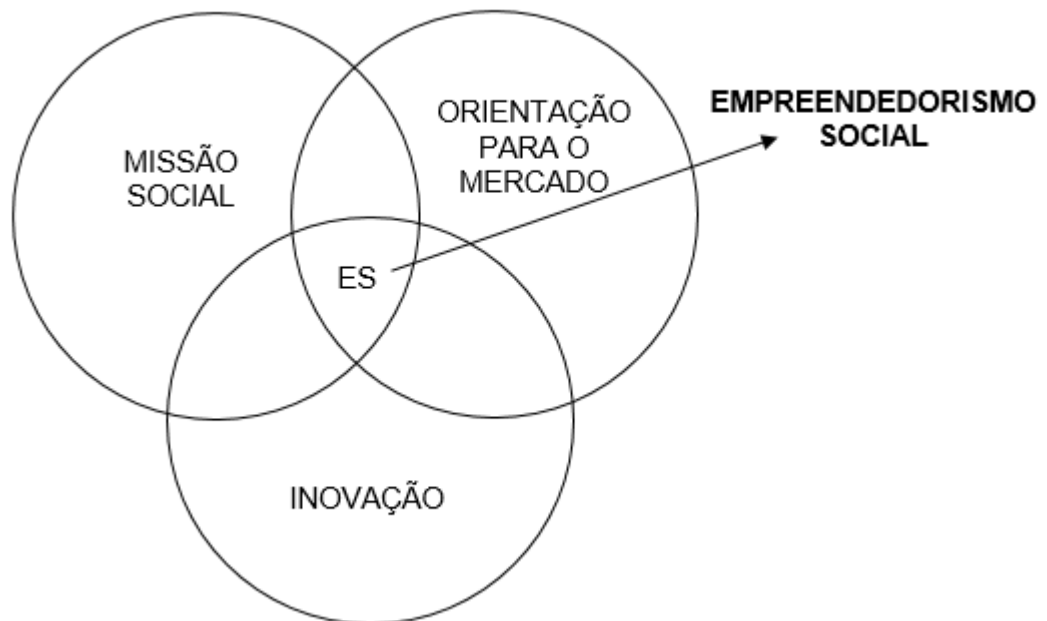 MISSÃO
SOCIAL
ORIENTAÇÃO
PARA O
MERCADO
EMPREENDEDORISMO
SOCIAL
ES
INOVAÇÃO